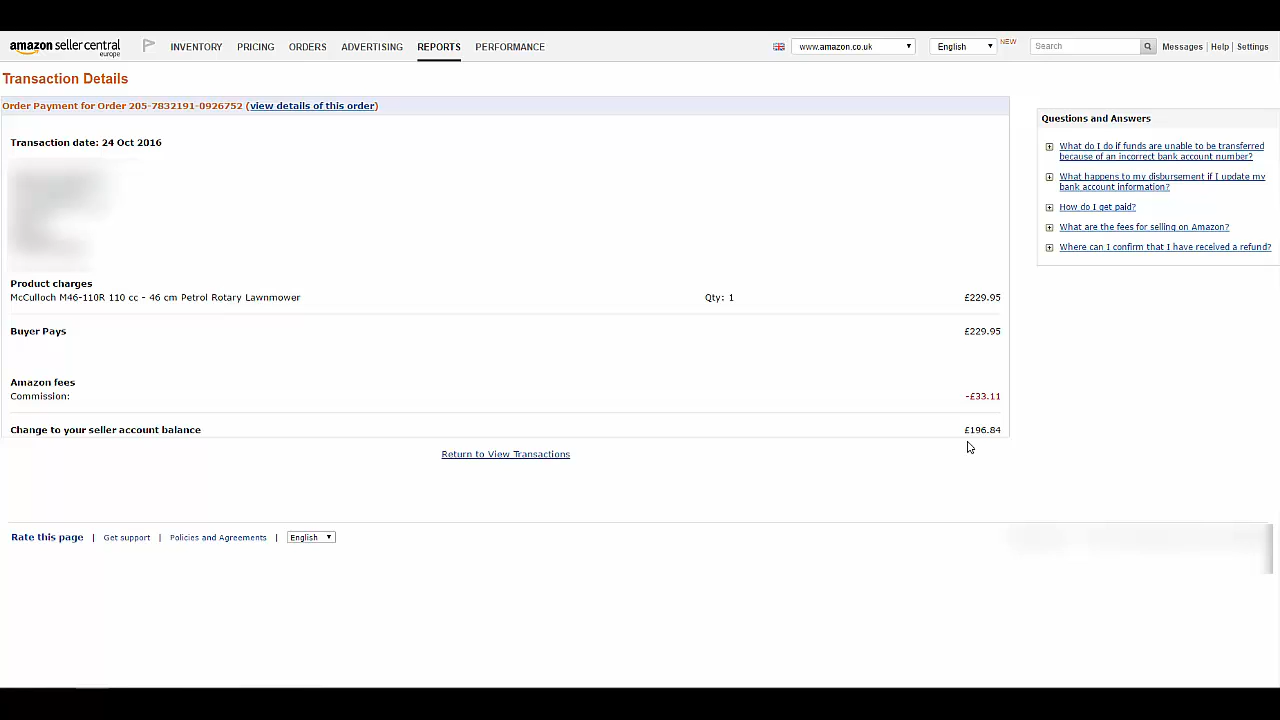 amazon seller central
europe
INVENTORY PRICING ORDERS ADVERTISING REPORTS PERFORMANCE
www.amazon.co.uk English NEW Search Messages | Help | Settings
Transaction Details
Order Payment for Order 205-7832191-0926752 (view details of this order)
Transaction date: 24 Oct 2016
Product charges
McCulloch M46-110R 110 cc - 46 cm Petrol Rotary Lawnmower Qty: 1 £229.95
Buyer Pays £229.95
Amazon fees
Commission: -£33.11
Change to your seller account balance £196.84
Return to View Transactions
Questions and Answers
What do I do if funds are unable to be transferred
because of an incorrect bank account number?
What happens to my disbursement if I update my
bank account information?
How do I get paid?
What are the fees for selling on Amazon?
Where can I confirm that I have received a refund?
Rate this page | Get support | Policies and Agreements | English